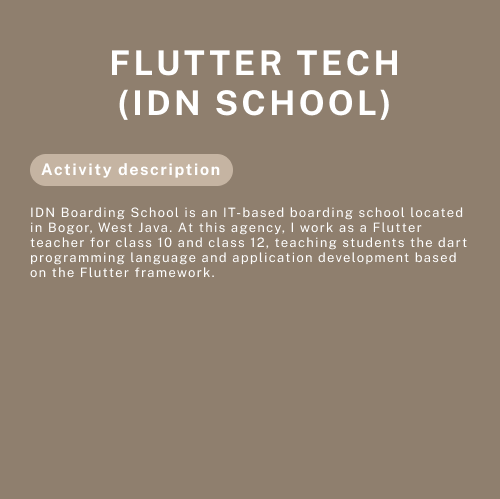 FLUTTER TECH
(IDN SCHOOL)
Activity description
IDN Boarding School is an IT-based boarding school located
in Bogor, West Java. At this agency, I work as a Flutter
teacher for class 10 and class 12, teaching students the dart
programming language and application development based
on the Flutter framework.